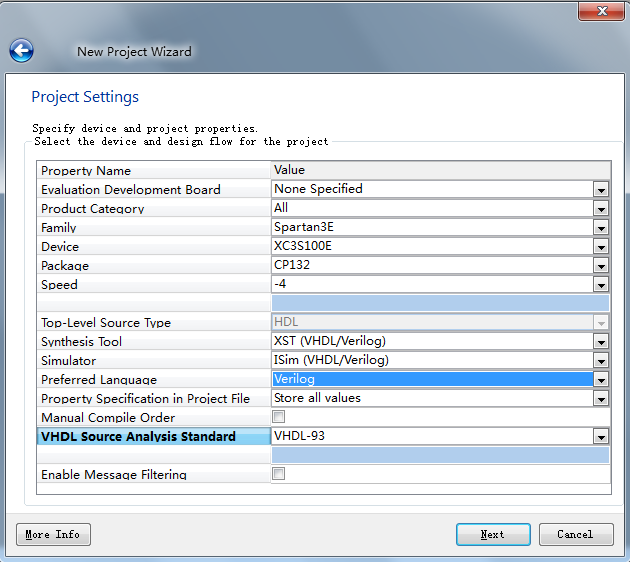 New Project Wizard
Project Settings
Specify device and project properties.
Select the device and design flow for the project
Property Name Value
Evaluation Development Board None Specified
Product Category All
Family Spartan3E
Device XC3S100E
Package CP132
Speed -4
Top-Level Source Type HDL
Synthesis Tool XST (VHDL/Verilog)
Simulator ISim (VHDL/Verilog)
Preferred Language Verilog
Property Specification in Project File Store all values
Manual Compile Order
VHDL Source Analysis Standard VHDL-93
Enable Message Filtering
More Info Next Cancel